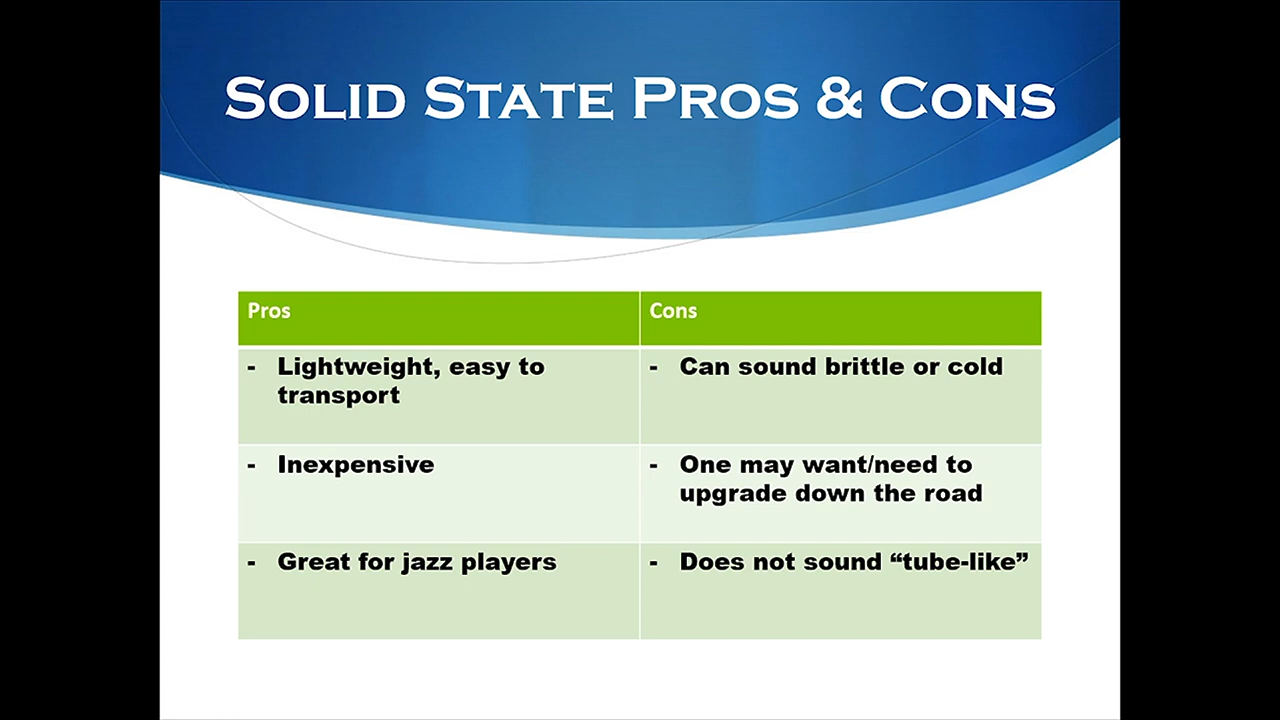 Solid State Pros & Cons
Pros
Cons
- Lightweight, easy to
transport
- Can sound brittle or cold
- Inexpensive
- One may want/need to
upgrade down the road
- Great for jazz players
- Does not sound “tube-like”